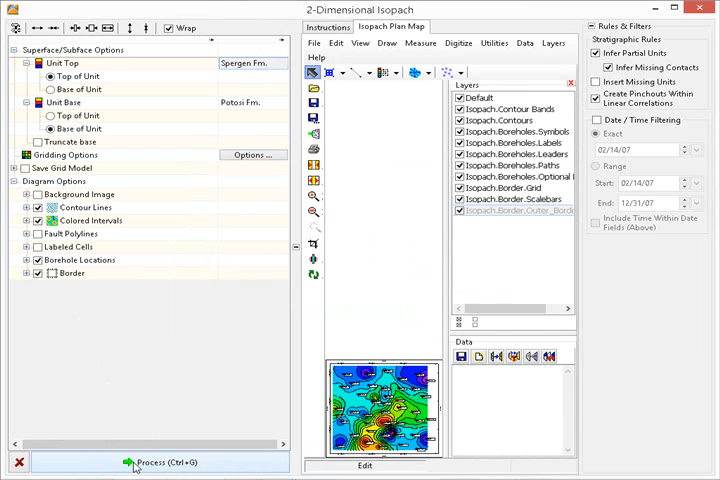 2-Dimensional Isopach
Wrap
Superface/Subface Options
Unit Top
Spergen Fm.
Top of Unit
Base of Unit
Unit Base
Potosi Fm.
Top of Unit
Base of Unit
Truncate base
Gridding Options
Options ...
Save Grid Model
Diagram Options
Background Image
Contour Lines
Colored Intervals
Fault Polylines
Labeled Cells
Borehole Locations
Border
Process (Ctrl+G)
Instructions
Isopach Plan Map
File Edit View Draw Measure Digitize Utilities Data Layers
Help
Layers
Default
Isopach.Contour Bands
Isopach.Contours
Isopach.Boreholes.Symbols
Isopach.Boreholes.Labels
Isopach.Boreholes.Leaders
Isopach.Boreholes.Paths
Isopach.Boreholes.Optional
Isopach.Border.Grid
Isopach.Border.Scalebars
Isopach.Border.Outer_Borde
Data
Edit
Rules & Filters
Stratigraphic Rules
Infer Partial Units
Infer Missing Contacts
Insert Missing Units
Create Pinchouts Within
Linear Correlations
Date / Time Filtering
Exact
02/14/07
Range
Start: 02/14/07
End: 12/31/07
Include Time Within Date
Fields (Above)